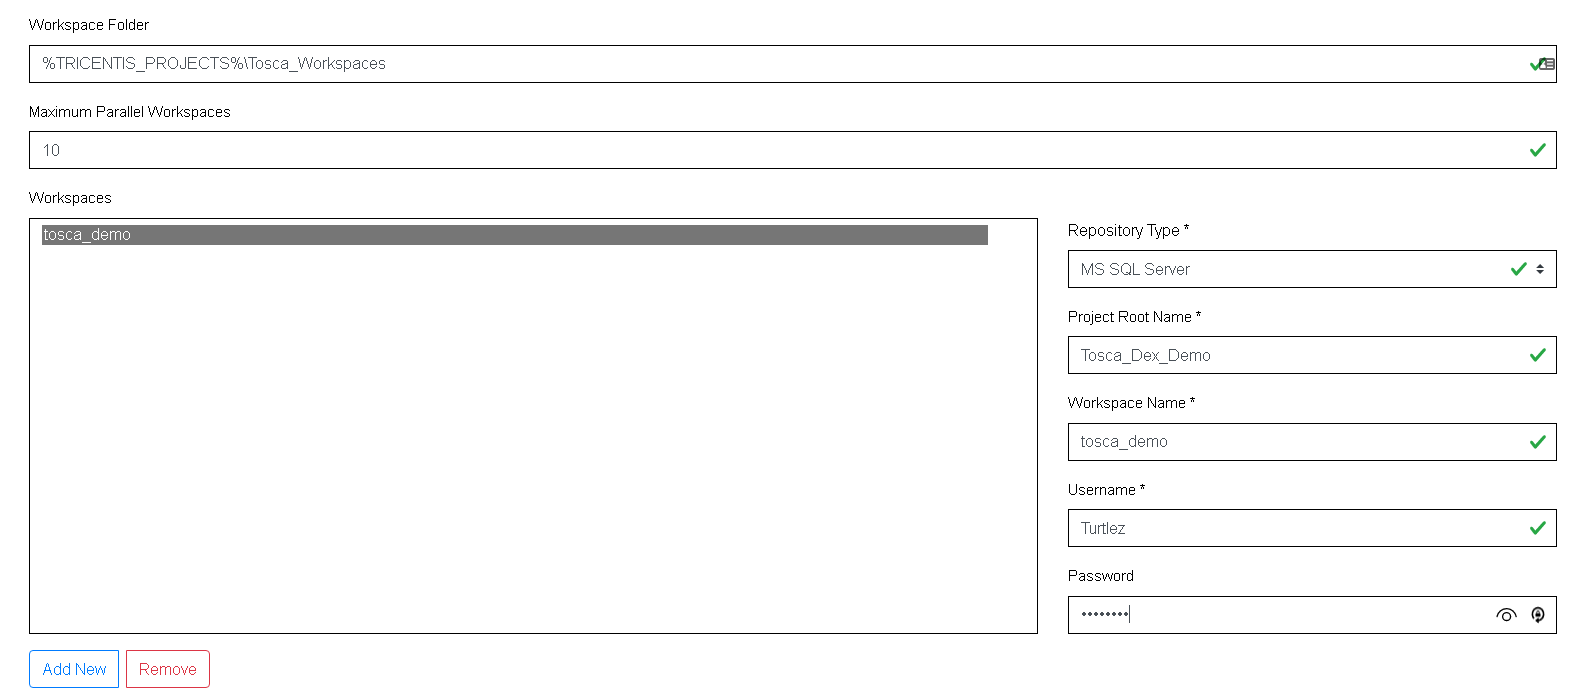 Workspace Folder
%TRICENTIS_PROJECTS%\Tosca_Workspaces
Maximum Parallel Workspaces
10
Workspaces
tosca_demo
Repository Type *
MS SQL Server
Project Root Name *
Tosca_Dex_Demo
Workspace Name *
tosca_demo
Username *
Turtlez
Password
••••••••
Add New
Remove